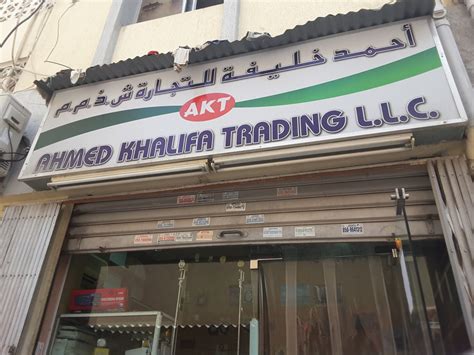 أحمد خليفة للتجارة ش.ذ.م.م
AKT
AHMED KHALIFA TRADING L.L.C.